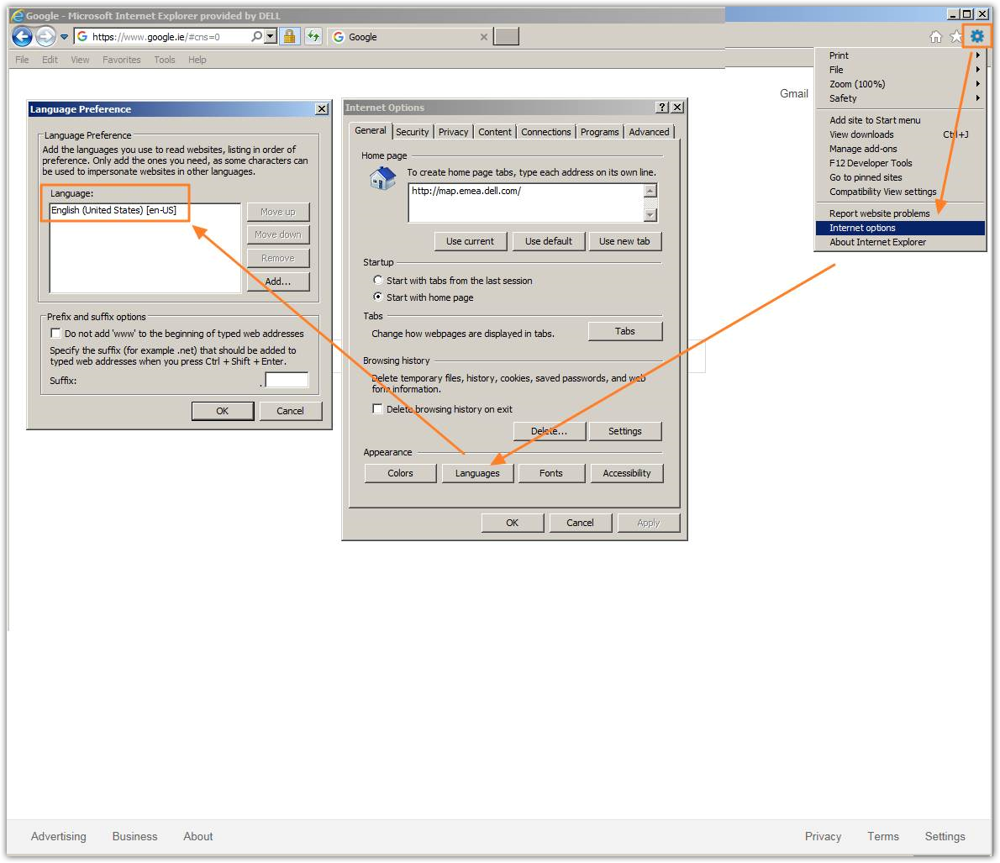 Google - Microsoft Internet Explorer provided by DELL
https://www.google.ie/#cns=0
Google
File Edit View Favorites Tools Help
Gmail
Print
File
Zoom (100%)
Safety
Add site to Start menu
View downloads Ctrl+J
Manage add-ons
F12 Developer Tools
Go to pinned sites
Compatibility View settings
Report website problems
Internet options
About Internet Explorer
Language Preference
Language Preference
Add the languages you use to read websites, listing in order of
preference. Only add the ones you need, as some characters can
be used to impersonate websites in other languages.
Language:
English (United States) [en-US]
Move up
Move down
Remove
Add...
Prefix and suffix options
Do not add 'www' to the beginning of typed web addresses
Specify the suffix (for example .net) that should be added to
typed web addresses when you press Ctrl + Shift + Enter.
Suffix: .
OK Cancel
Internet Options
General Security Privacy Content Connections Programs Advanced
Home page
To create home page tabs, type each address on its own line.
http://map.emea.dell.com/
Use current Use default Use new tab
Startup
Start with tabs from the last session
Start with home page
Tabs
Change how webpages are displayed in tabs. Tabs
Browsing history
Delete temporary files, history, cookies, saved passwords, and web
form information.
Delete browsing history on exit
Delete... Settings
Appearance
Colors Languages Fonts Accessibility
OK Cancel Apply
Advertising Business About Privacy Terms Settings